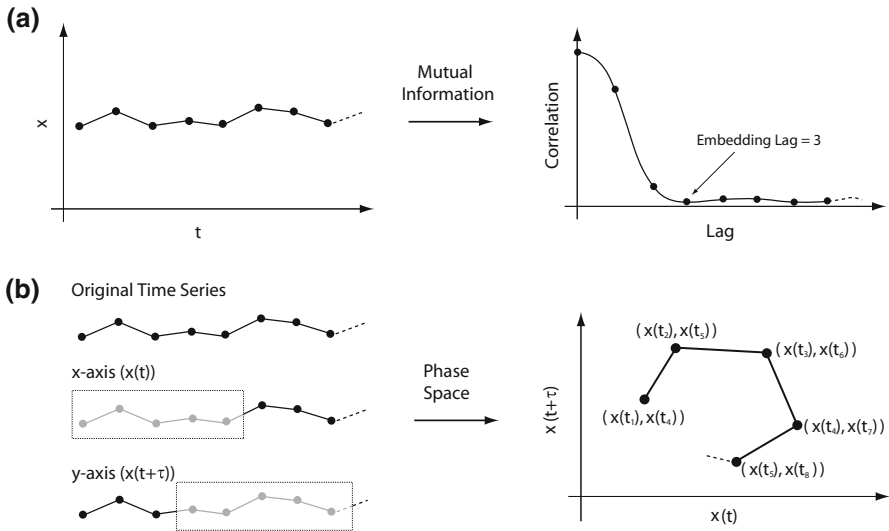 (a)
x
t
Mutual
Information
Correlation
Embedding Lag = 3
Lag
(b)
Original Time Series
x-axis (x(t))
y-axis (x(t+τ))
Phase
Space
x(t+τ)
(x(t₂),x(t₅))
(x(t₃),x(t₆))
(x(t₁),x(t₄))
(x(t₄),x(t₇))
(x(t₅),x(t₈))
x(t)